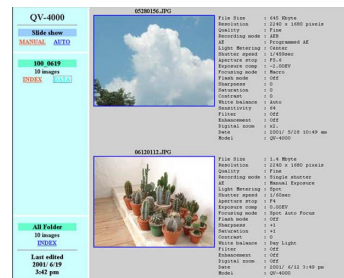 QV-4000
Slide show
MANUAL AUTO
100_0619
10 images
INDEX DATA
All Folder
10 images
INDEX
Last edited
2001/ 6/19
3:42 pm
05280156.JPG
File Size : 645 Kbyte
Resolution : 2240 x 1680 pixels
Quality : Fine
Recording mode : AEB
AE : Programmed AE
Light Metering : Center
Shutter speed : 1/450sec
Aperture stop : F5.6
Exposure comp : -1.00EV
Focusing mode : Macro
Flash mode : Off
Sharpness : 0
Saturation : 0
Contrast : 0
White balance : Auto
Sensitivity : S4
Filter : Off
Enhancement : Off
Digital zoom : x1.
Date : 2001/ 5/28 10:49 am
Model : QV-4000
06120112.JPG
File Size : 1.4 Mbyte
Resolution : 2240 x 1680 pixels
Quality : Fine
Recording mode : Single shutter
AE : Manual Exposure
Light Metering : Spot
Shutter speed : 1/60sec
Aperture stop : F4
Exposure comp : 0.00EV
Focusing mode : Spot Auto Focus
Flash mode : Off
Sharpness : +1
Saturation : +1
Contrast : 0
White balance : Day Light
Filter : Off
Enhancement : Off
Digital zoom : Off
Date : 2001/ 6/12 3:49 pm
Model : QV-4000